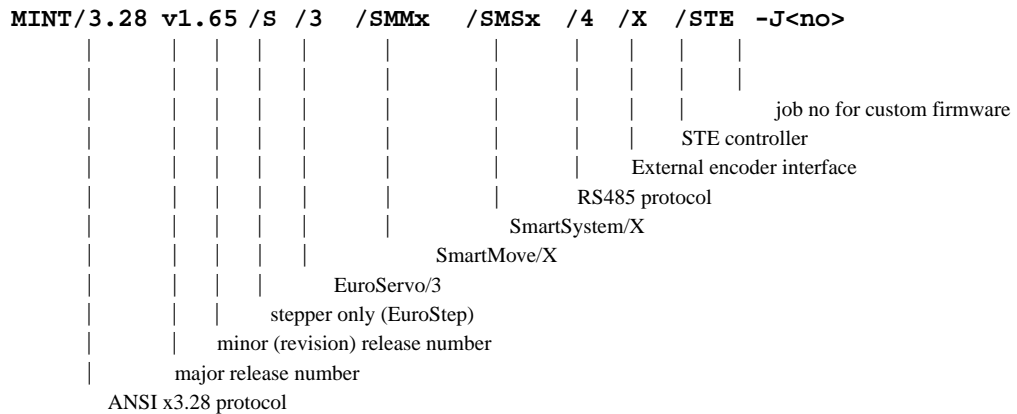 MINT/3.28 v1.65 /S /3 /SMMx /SMSx /4 /X /STE -J<no>
job no for custom firmware
STE controller
External encoder interface
RS485 protocol
SmartSystem/X
SmartMove/X
EuroServo/3
stepper only (EuroStep)
minor (revision) release number
major release number
ANSI x3.28 protocol